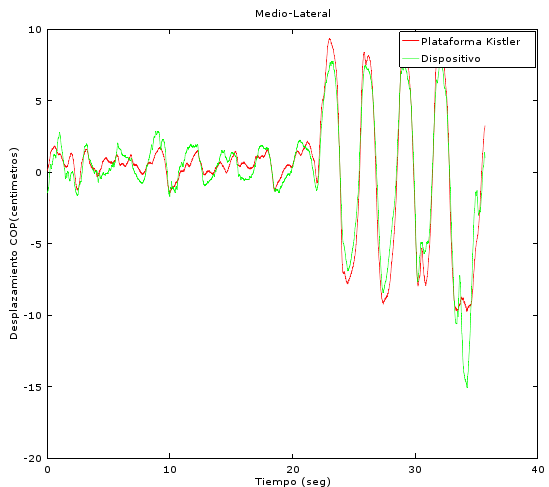 Medio-Lateral
10
Plataforma Kistler
Dispositivo
5
0
-5
-10
-15
-20
Desplazamiento COP(centímetros)
0 10 20 30 40
Tiempo (seg)